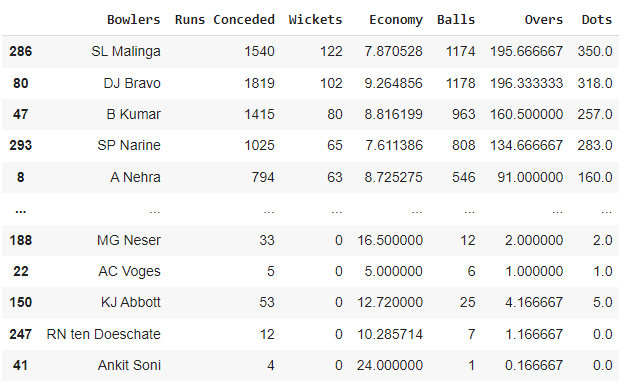 Bowlers Runs Conceded Wickets Economy Balls Overs Dots
286 SL Malinga 1540 122 7.870528 1174 195.666667 350.0
80 DJ Bravo 1819 102 9.264856 1178 196.333333 318.0
47 B Kumar 1415 80 8.816199 963 160.500000 257.0
293 SP Narine 1025 65 7.611386 808 134.666667 283.0
8 A Nehra 794 63 8.725275 546 91.000000 160.0
... ... ... ... ... ... ... ...
188 MG Neser 33 0 16.500000 12 2.000000 2.0
22 AC Voges 5 0 5.000000 6 1.000000 1.0
150 KJ Abbott 53 0 12.720000 25 4.166667 5.0
247 RN ten Doeschate 12 0 10.285714 7 1.166667 0.0
41 Ankit Soni 4 0 24.000000 1 0.166667 0.0